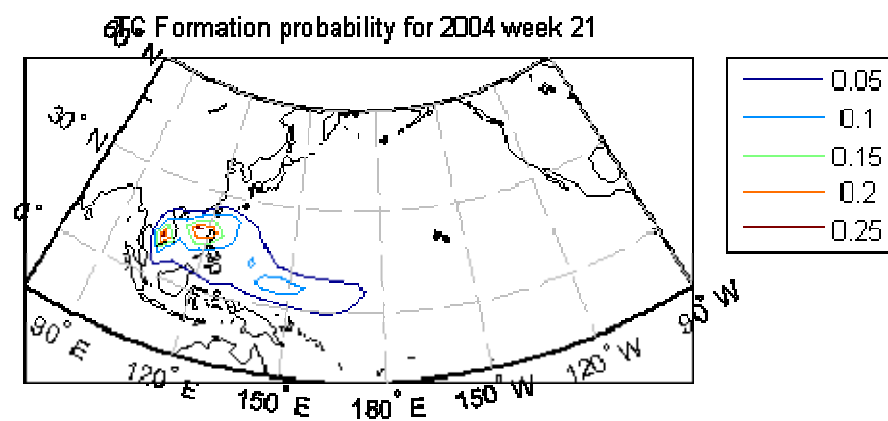 TC Formation probability for 2004 week 21
60° N
30° N
0°
90° E
120° E
150° E
180° E
150° W
120° W
90° W
0.05
0.1
0.15
0.2
0.25